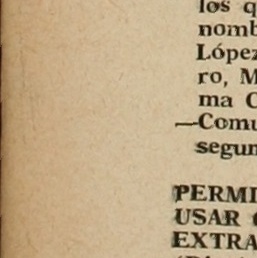 los q
nomb
López
ro, M
ma C
—Comu
segun
PERMI
USAR
EXTRA